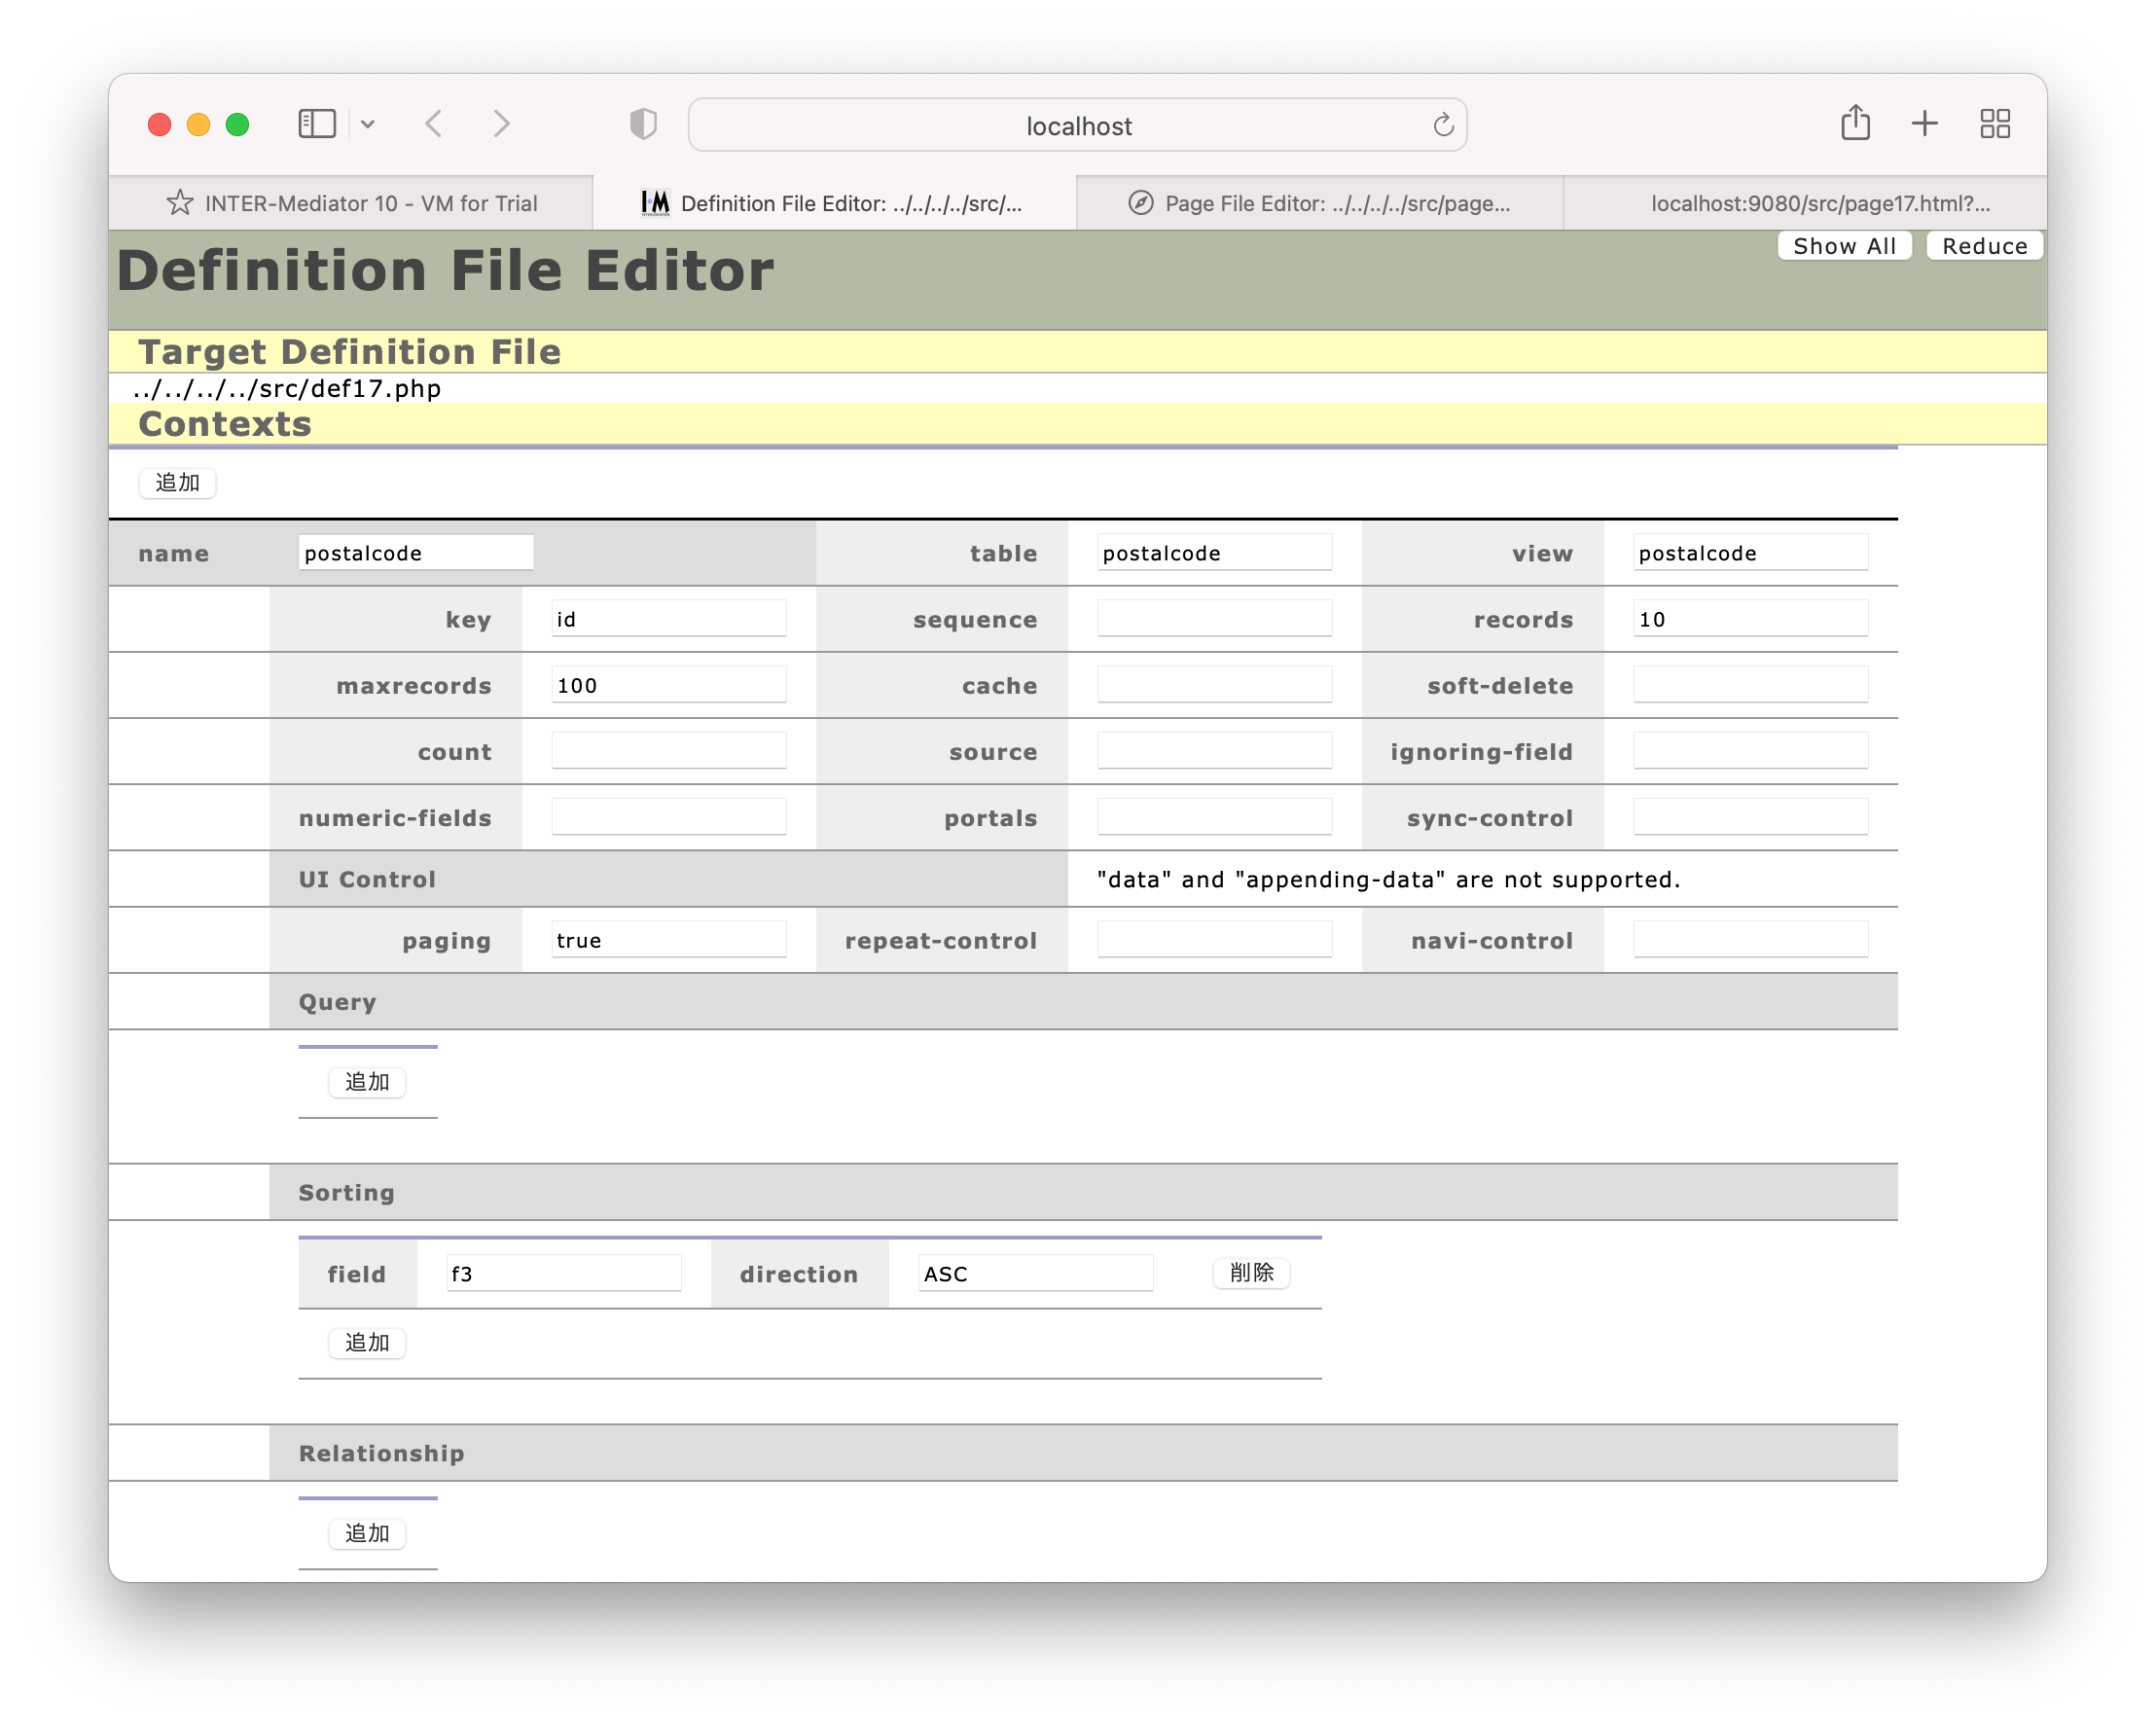 localhost
INTER-Mediator 10 - VM for Trial
Definition File Editor: ../../../../src/...
Page File Editor: ../../../../src/page...
localhost:9080/src/page17.html?...
Show All Reduce
Definition File Editor
Target Definition File
../../../../src/def17.php
Contexts
追加
name postalcode table postalcode view postalcode
key id sequence records 10
maxrecords 100 cache soft-delete
count source ignoring-field
numeric-fields portals sync-control
UI Control "data" and "appending-data" are not supported.
paging true repeat-control navi-control
Query
追加
Sorting
field f3 direction ASC 削除
追加
Relationship
追加